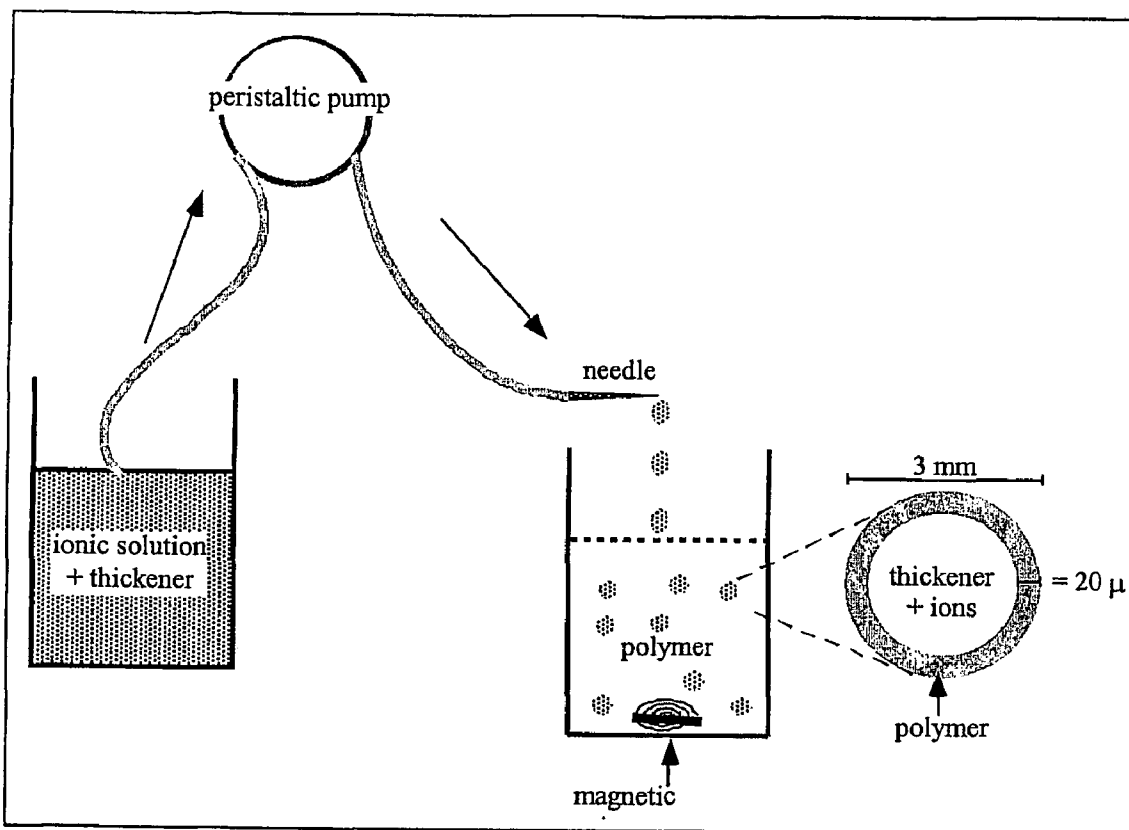 peristaltic pump
needle
ionic solution
+ thickener
3 mm
thickener
+ ions
= 20 μ
polymer
polymer
magnetic